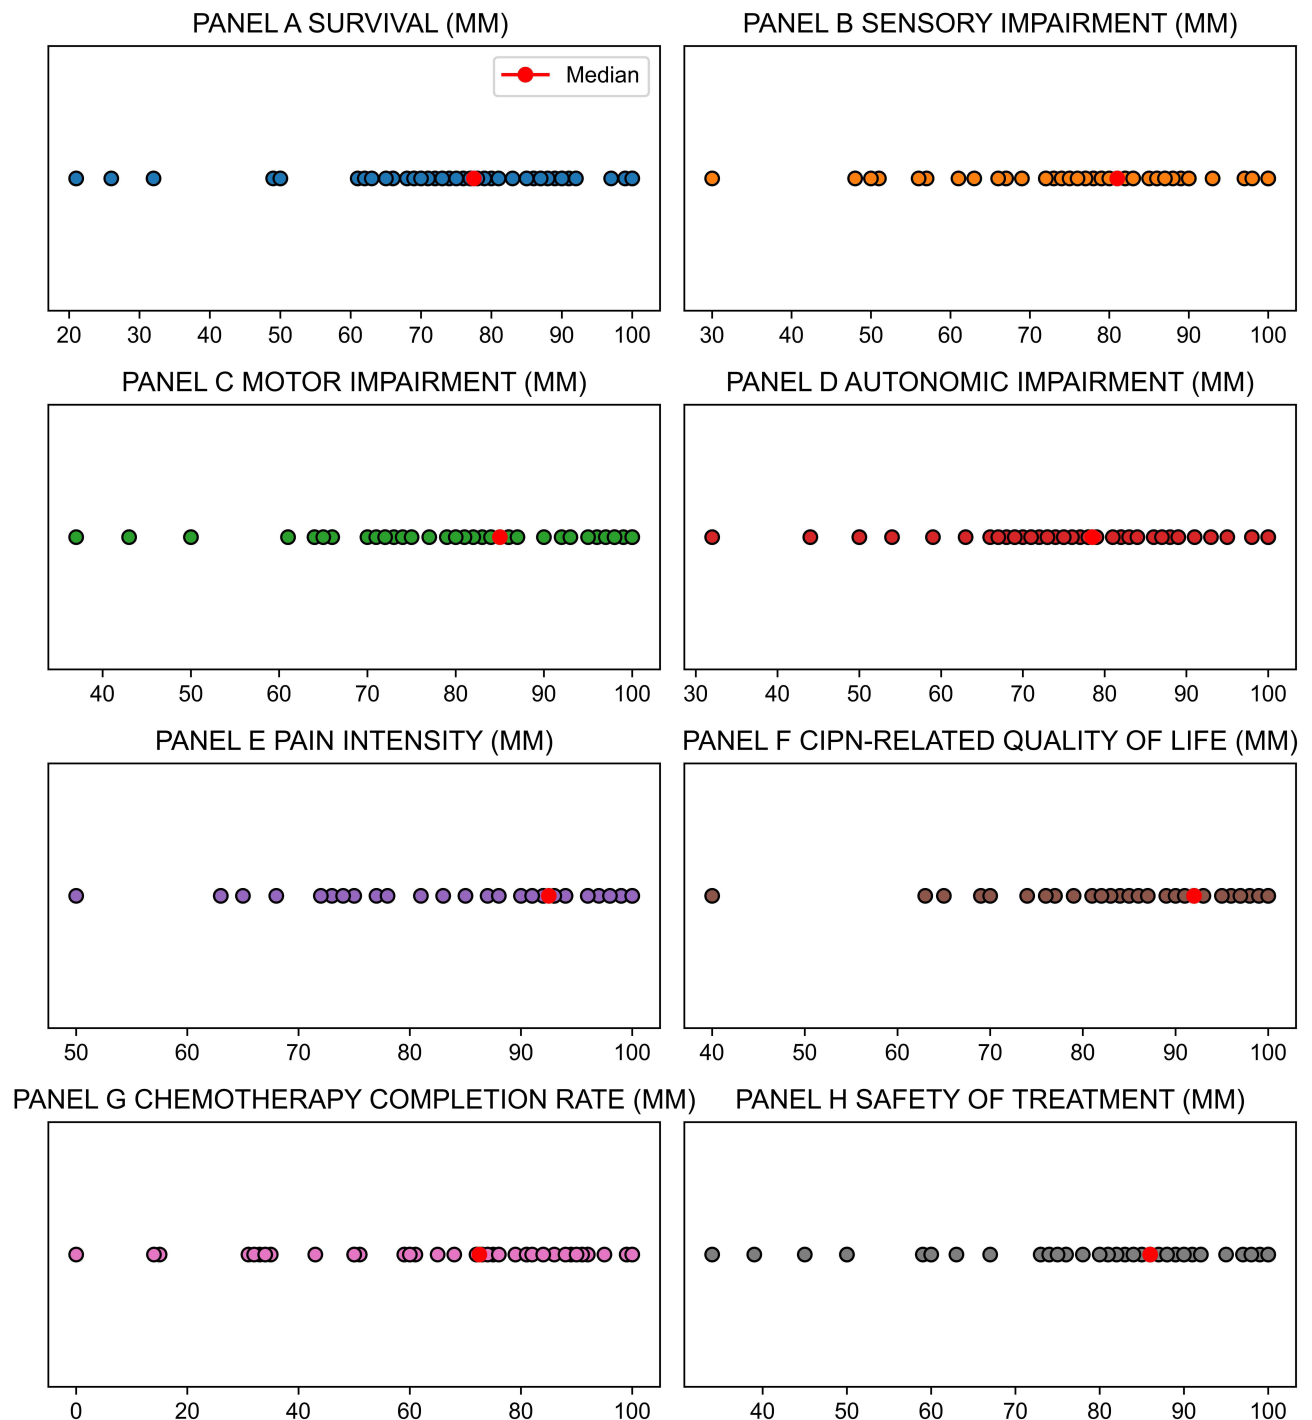 PANEL A SURVIVAL (MM)
Median
20 30 40 50 60 70 80 90 100
PANEL B SENSORY IMPAIRMENT (MM)
30 40 50 60 70 80 90 100
PANEL C MOTOR IMPAIRMENT (MM)
40 50 60 70 80 90 100
PANEL D AUTONOMIC IMPAIRMENT (MM)
30 40 50 60 70 80 90 100
PANEL E PAIN INTENSITY (MM)
50 60 70 80 90 100
PANEL F CIPN-RELATED QUALITY OF LIFE (MM)
40 50 60 70 80 90 100
PANEL G CHEMOTHERAPY COMPLETION RATE (MM)
0 20 40 60 80 100
PANEL H SAFETY OF TREATMENT (MM)
40 50 60 70 80 90 100